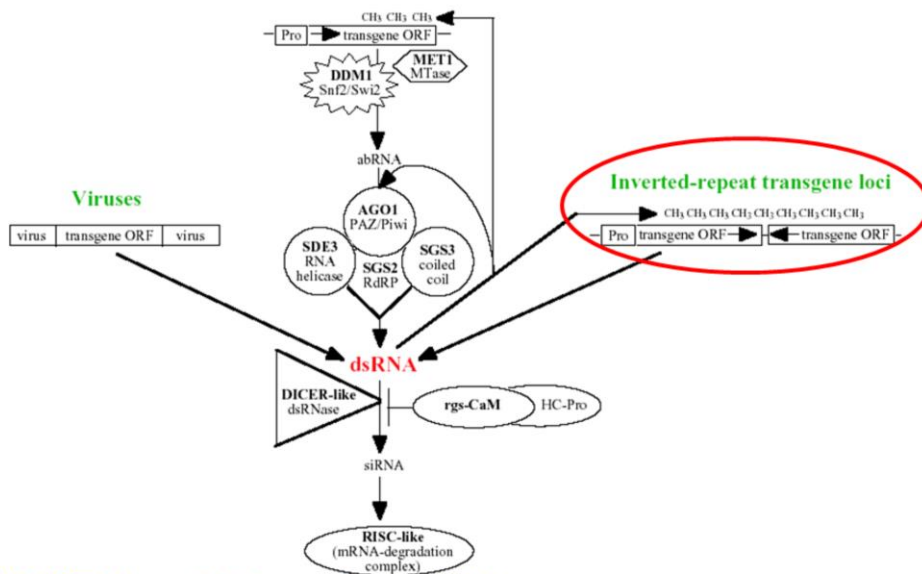 CH3 CH3 CH3
Pro
transgene ORF
MET1
MTase
DDM1
Snf2/Swi2
abRNA
Viruses
virus
transgene ORF
virus
AGO1
PAZ/Piwi
SDE3
RNA
helicase
SGS2
RdRP
SGS3
coiled
coil
Inverted-repeat transgene loci
CH3 CH3 CH3 CH3 CH3 CH3 CH3 CH3 CH3
Pro
transgene ORF
transgene ORF
dsRNA
DICER-like
dsRNase
rgs-CaM
HC-Pro
siRNA
RISC-like
(mRNA-degradation
complex)